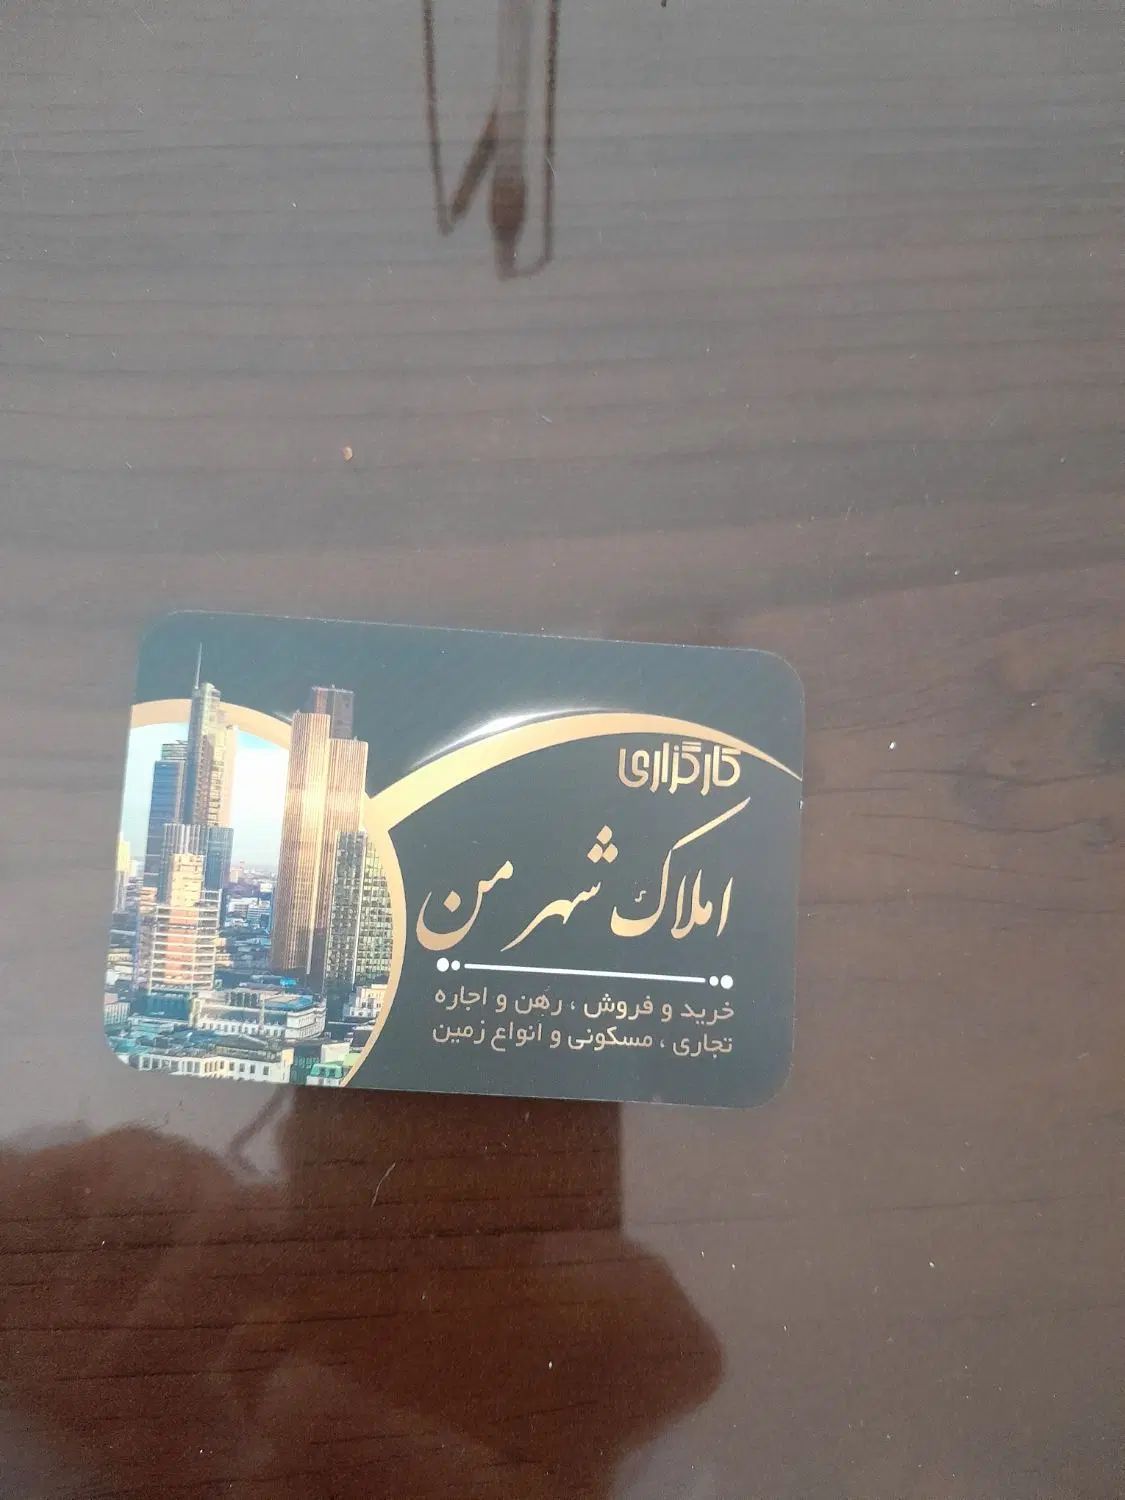 کارگزاری
املاک شهر من
خرید و فروش ، رهن و اجاره
تجاری ، مسکونی و انواع زمین